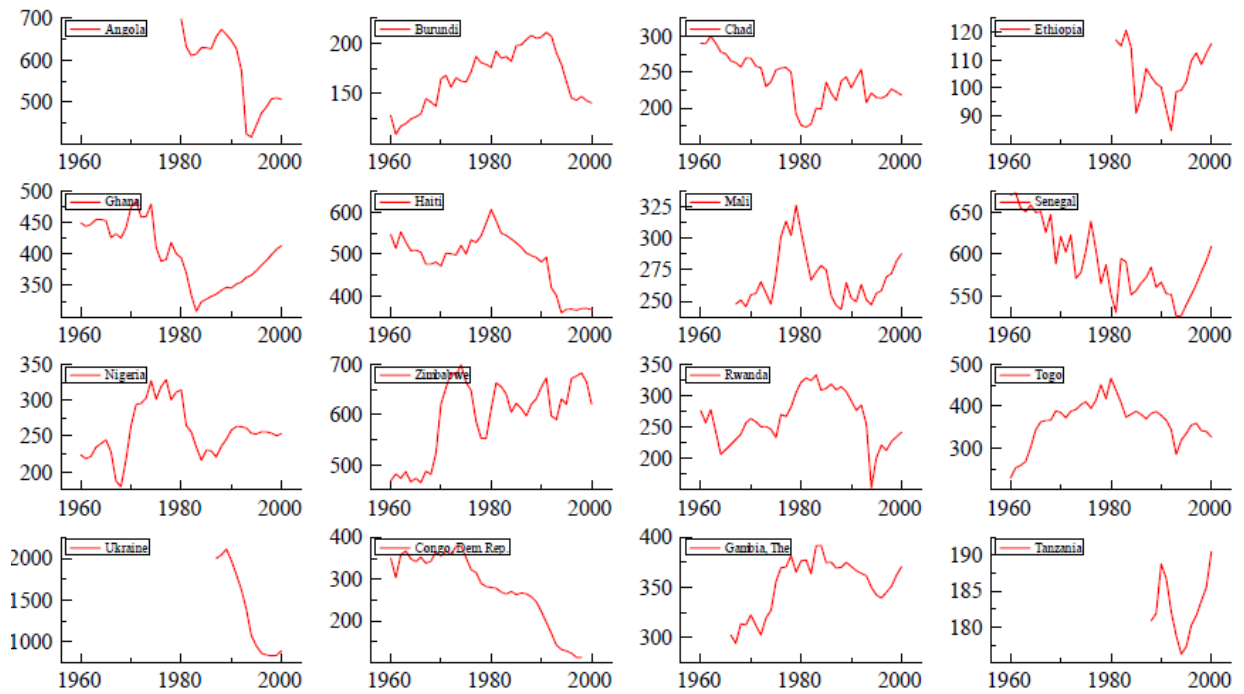 700 Angola
600
500
1960 1980 2000
Burundi
200
150
1960 1980 2000
300 Chad
250
200
1960 1980 2000
Ethiopia
120
110
100
90
1960 1980 2000
500 Ghana
450
400
350
1960 1980 2000
Haiti
600
500
400
1960 1980 2000
Mali
325
300
275
250
1960 1980 2000
Senegal
650
600
550
1960 1980 2000
350 Nigeria
300
250
200
1960 1980 2000
700 Zimbabwe
600
500
1960 1980 2000
350 Rwanda
300
250
200
1960 1980 2000
500 Togo
400
300
1960 1980 2000
Ukraine
2000
1500
1000
1960 1980 2000
400 Congo, Dem. Rep.
300
200
1960 1980 2000
400 Gambia, The
350
300
1960 1980 2000
Tanzania
190
185
180
1960 1980 2000